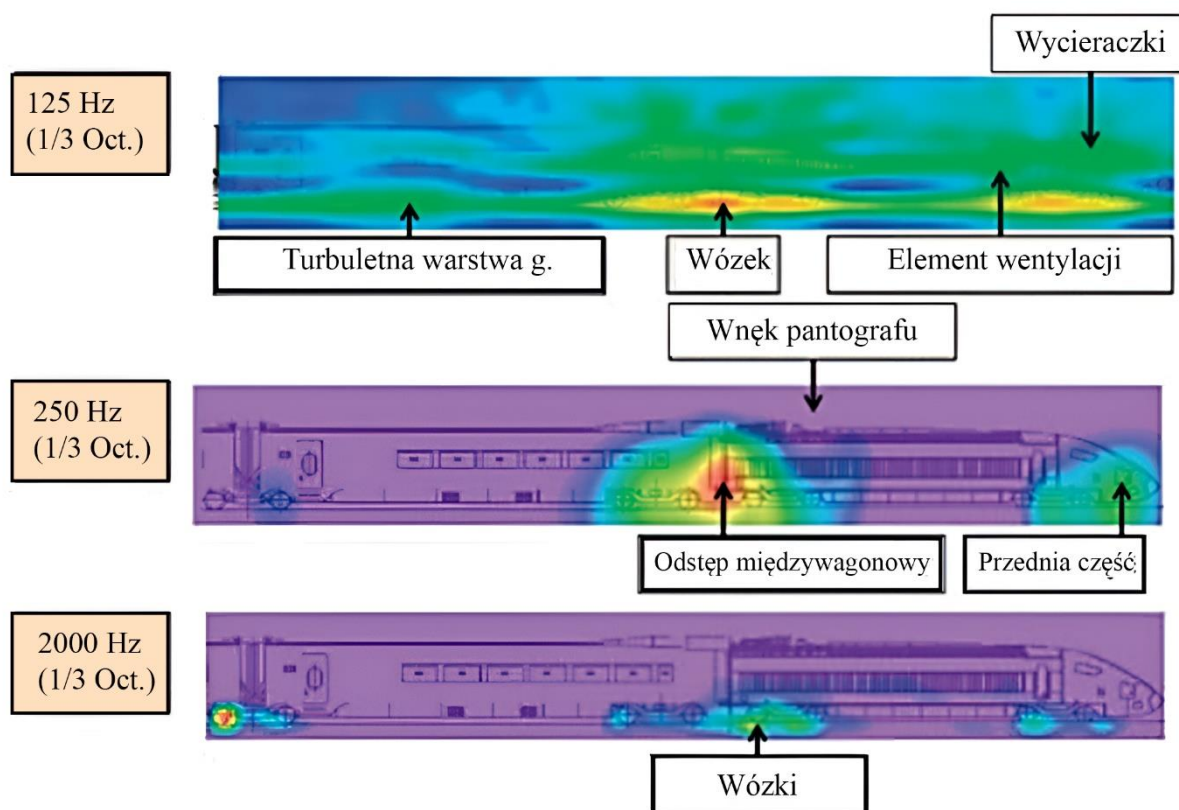 Wycieraczki
125 Hz
(1/3 Oct.)
Turbuletna warstwa g.
Wózek
Element wentylacji
Wnęk pantografu
250 Hz
(1/3 Oct.)
Odstęp międzywagonowy
Przednia część
2000 Hz
(1/3 Oct.)
Wózki